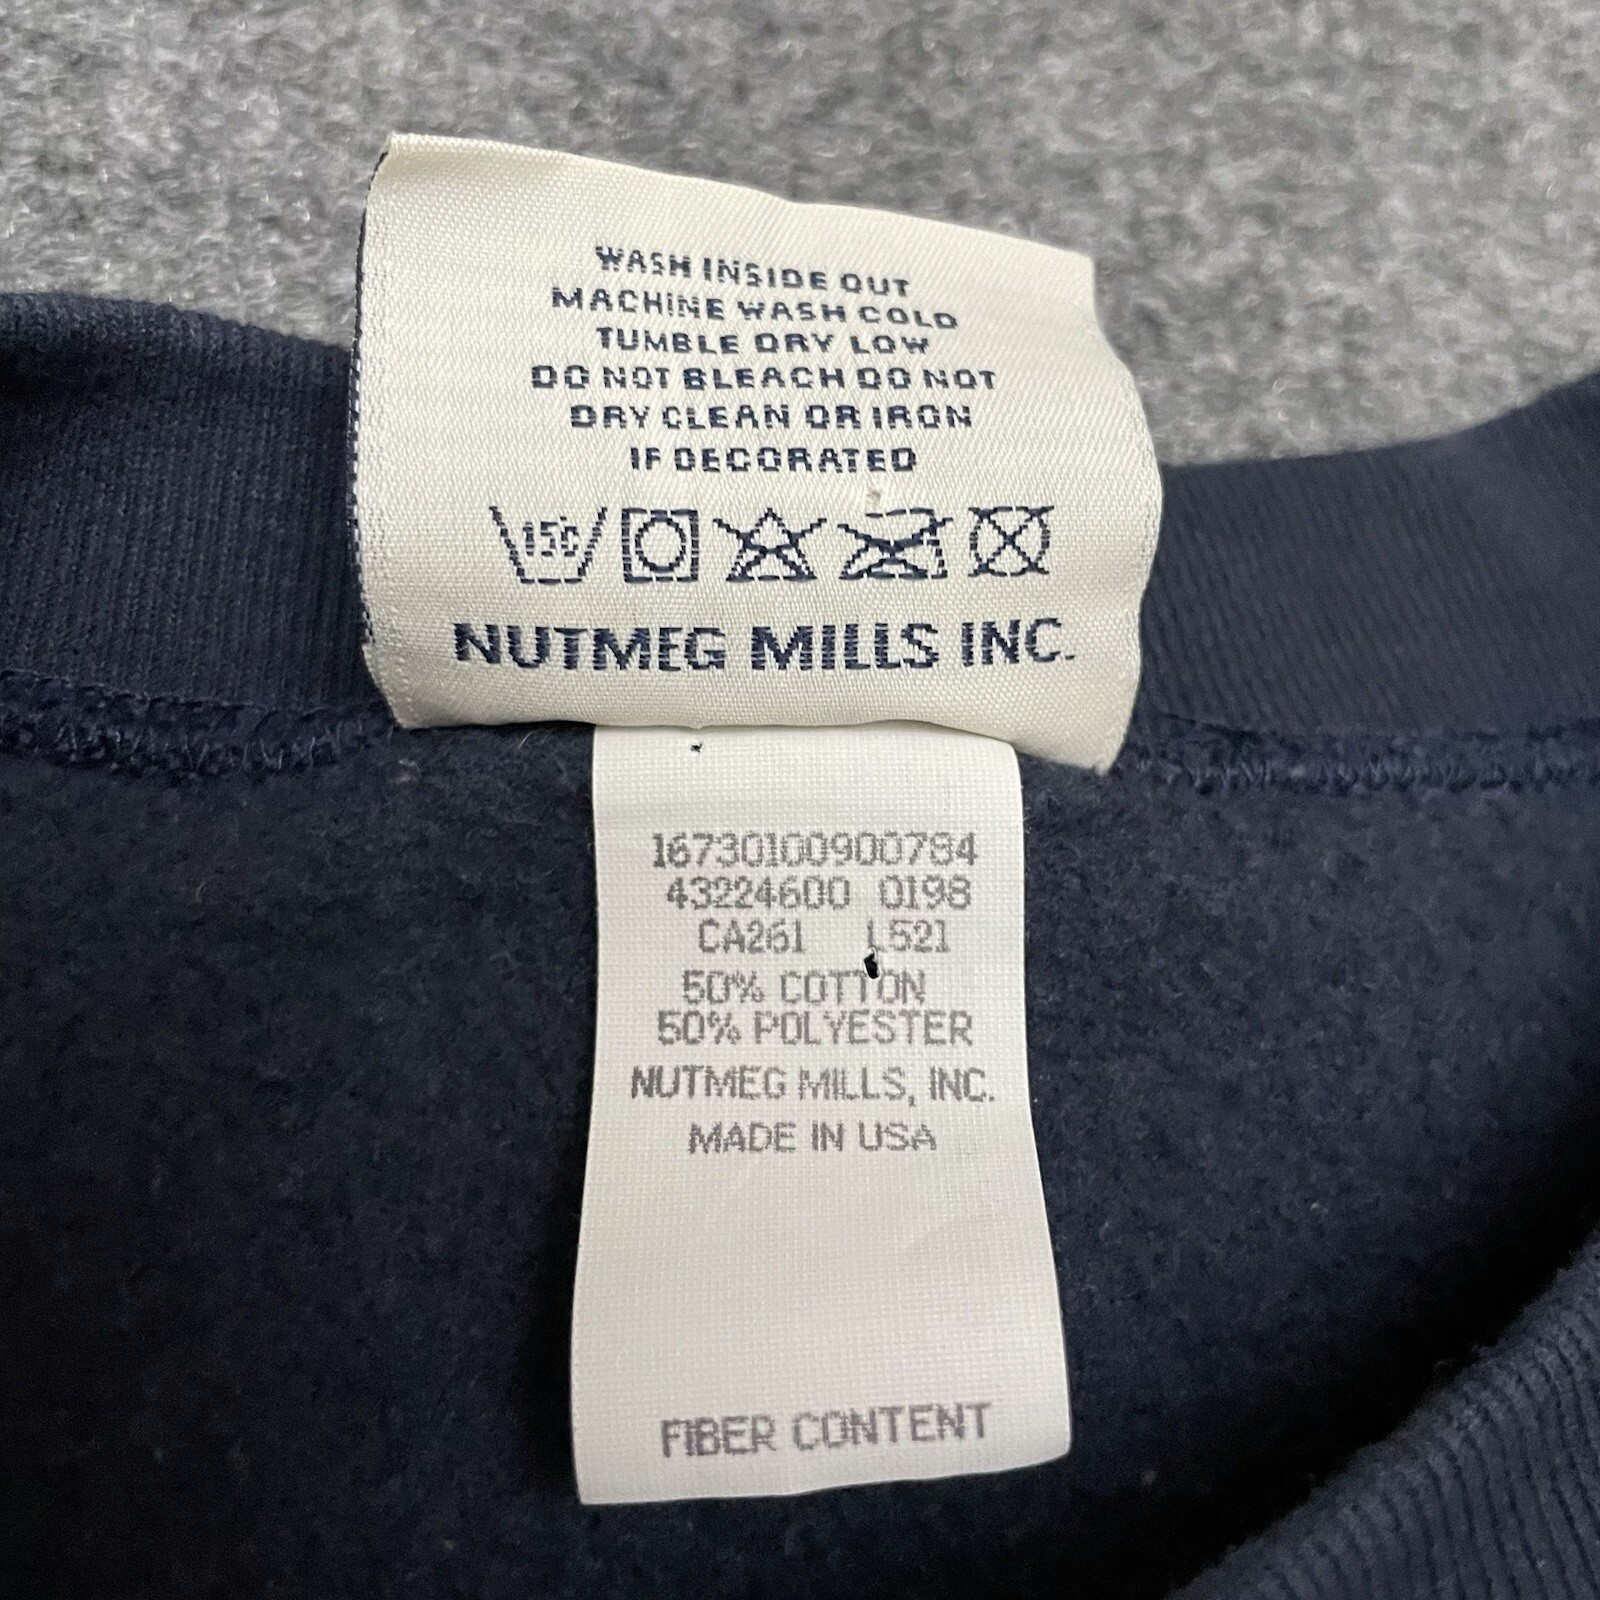 WASH INSIDE OUT
MACHINE WASH COLD
TUMBLE DRY LOW
DO NOT BLEACH DO NOT
DRY CLEAN OR IRON
IF DECORATED
15C
NUTMEG MILLS INC.
16730100900784
43224600 0198
CA261 L521
50% COTTON
50% POLYESTER
NUTMEG MILLS, INC.
MADE IN USA
FIBER CONTENT